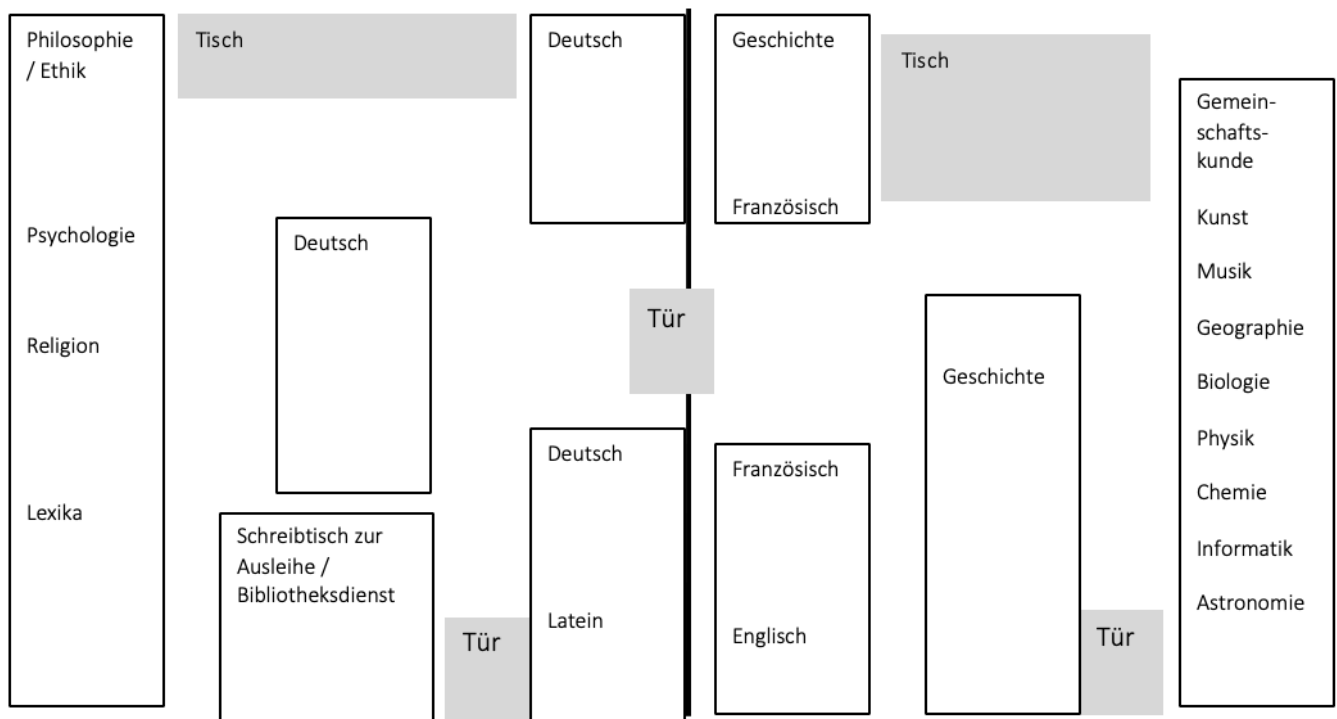 Philosophie
/ Ethik
Psychologie
Religion
Lexika
Tisch
Deutsch
Schreibtisch zur
Ausleihe /
Bibliotheksdienst
Tür
Deutsch
Deutsch
Latein
Tür
Geschichte
Französisch
Französisch
Englisch
Tisch
Geschichte
Tür
Gemein-
schafts-
kunde
Kunst
Musik
Geographie
Biologie
Physik
Chemie
Informatik
Astronomie